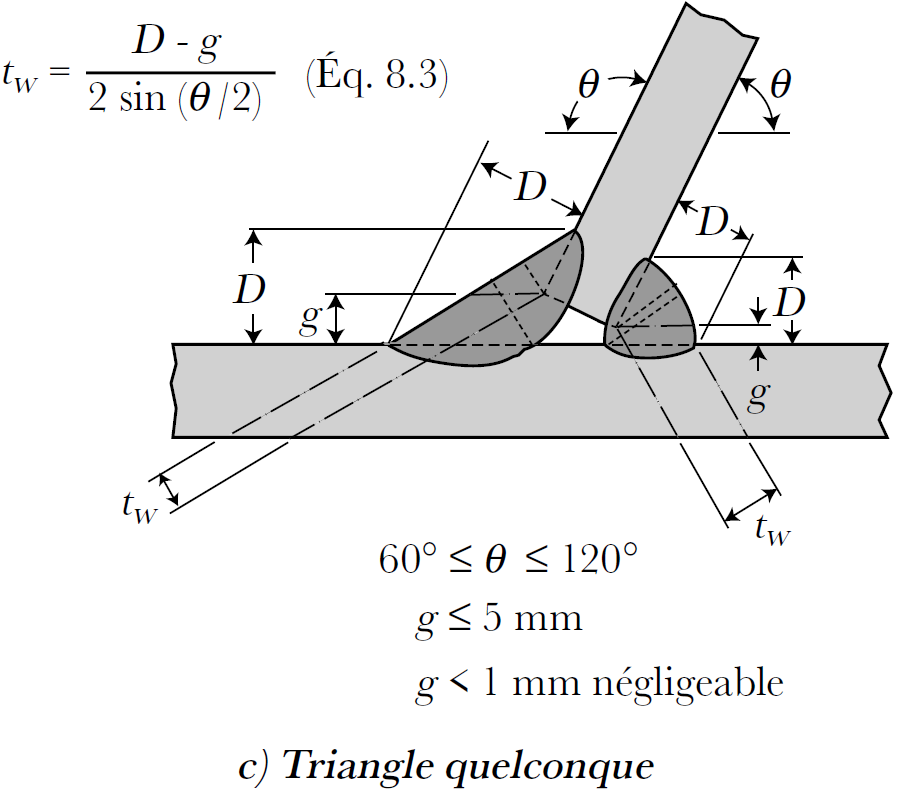 t_w = (D - g) / (2 sin (θ/2)) (Éq. 8.3)
θ
θ
D
D
D
g
D
g
t_w
t_w
60° ≤ θ ≤ 120°
g ≤ 5 mm
g < 1 mm négligeable
c) Triangle quelconque